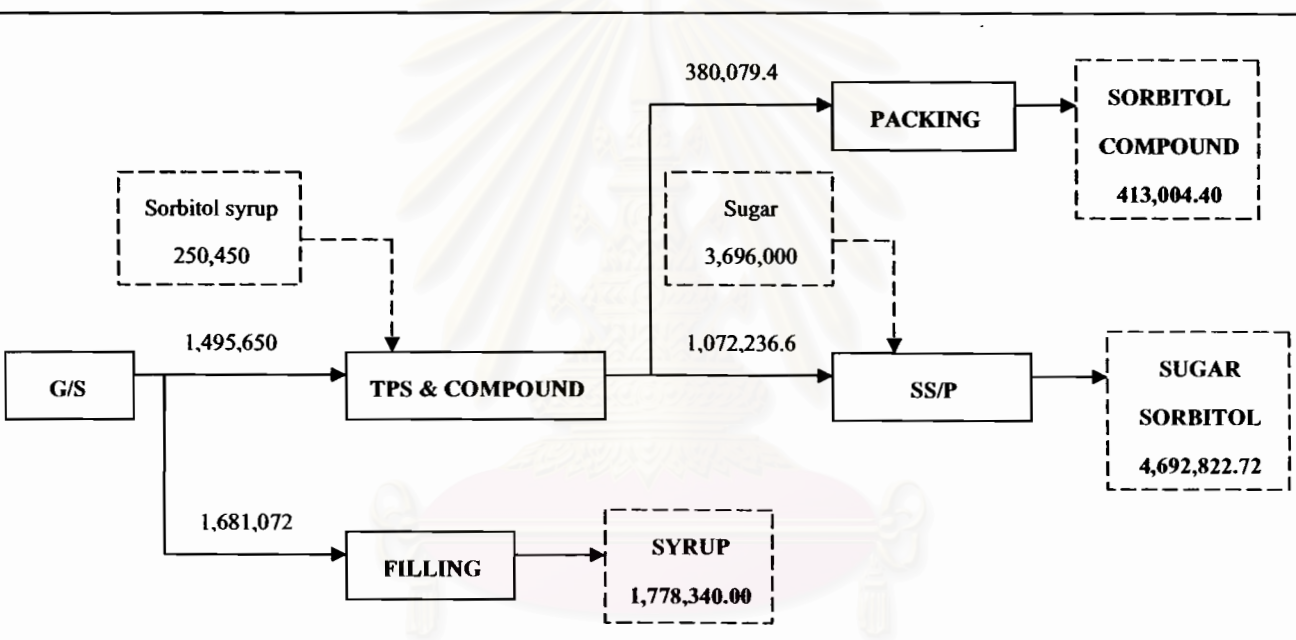 380,079.4
PACKING
SORBITOL
COMPOUND
413,004.40
Sorbitol syrup
250,450
Sugar
3,696,000
1,495,650
1,072,236.6
G/S
TPS & COMPOUND
SS/P
SUGAR
SORBITOL
4,692,822.72
1,681,072
FILLING
SYRUP
1,778,340.00